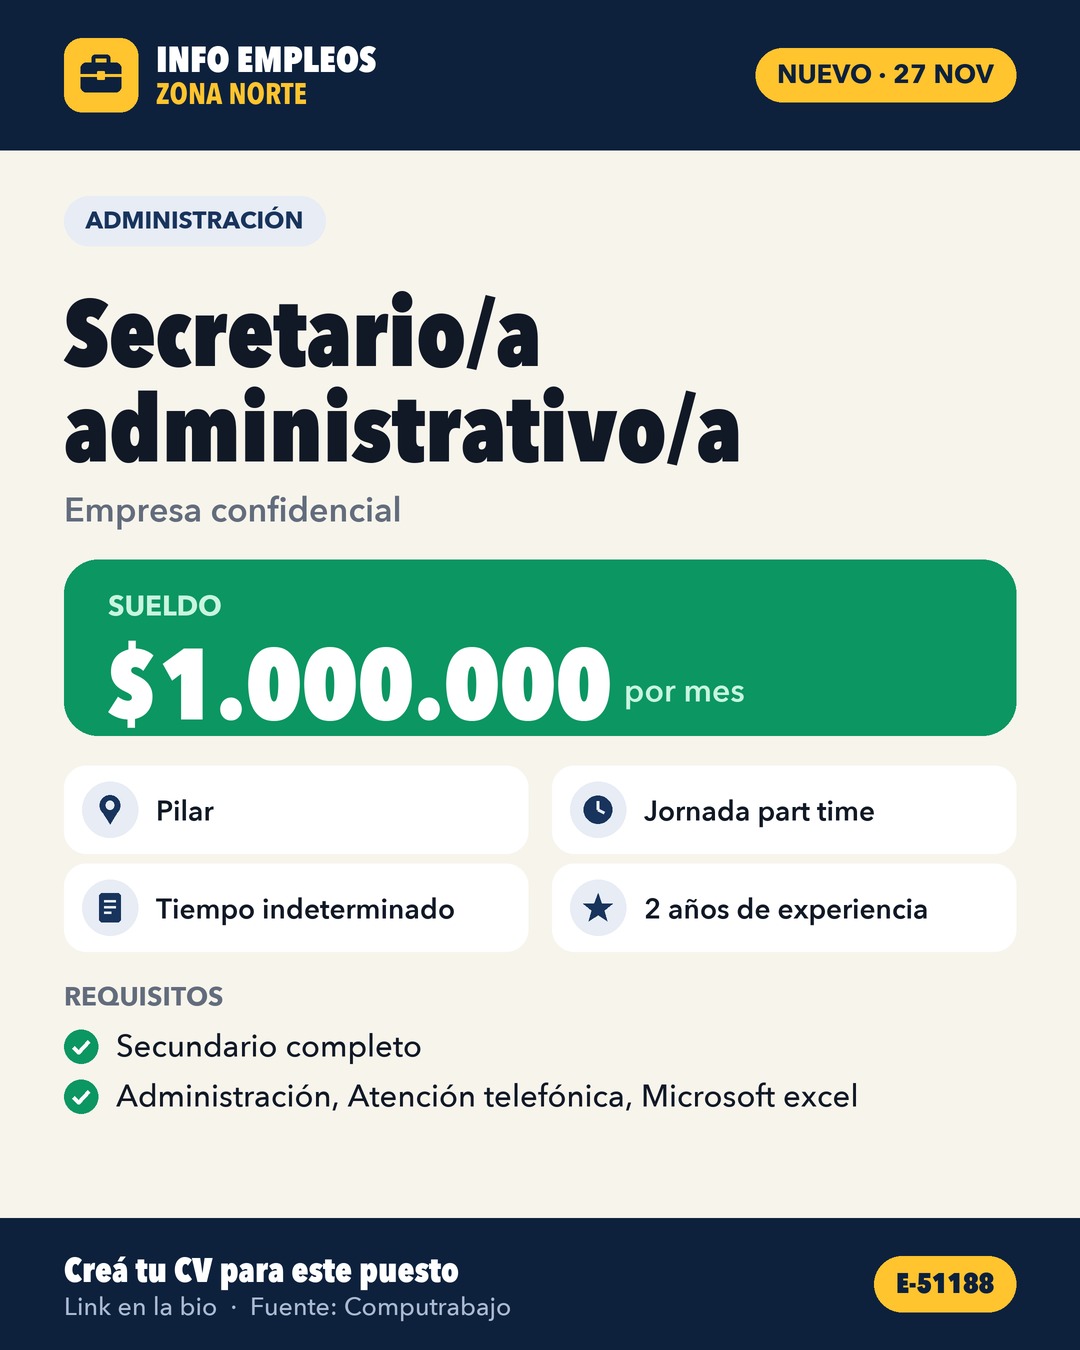 INFO EMPLEOS
ZONA NORTE
NUEVO · 27 NOV
ADMINISTRACIÓN
Secretario/a
administrativo/a
Empresa confidencial
SUELDO
$1.000.000 por mes
Pilar
Jornada part time
Tiempo indeterminado
2 años de experiencia
REQUISITOS
Secundario completo
Administración, Atención telefónica, Microsoft excel
Creá tu CV para este puesto
Link en la bio · Fuente: Computrabajo
E-51188